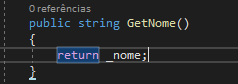 0 referências
public string GetNome()
{
return _nome;
}